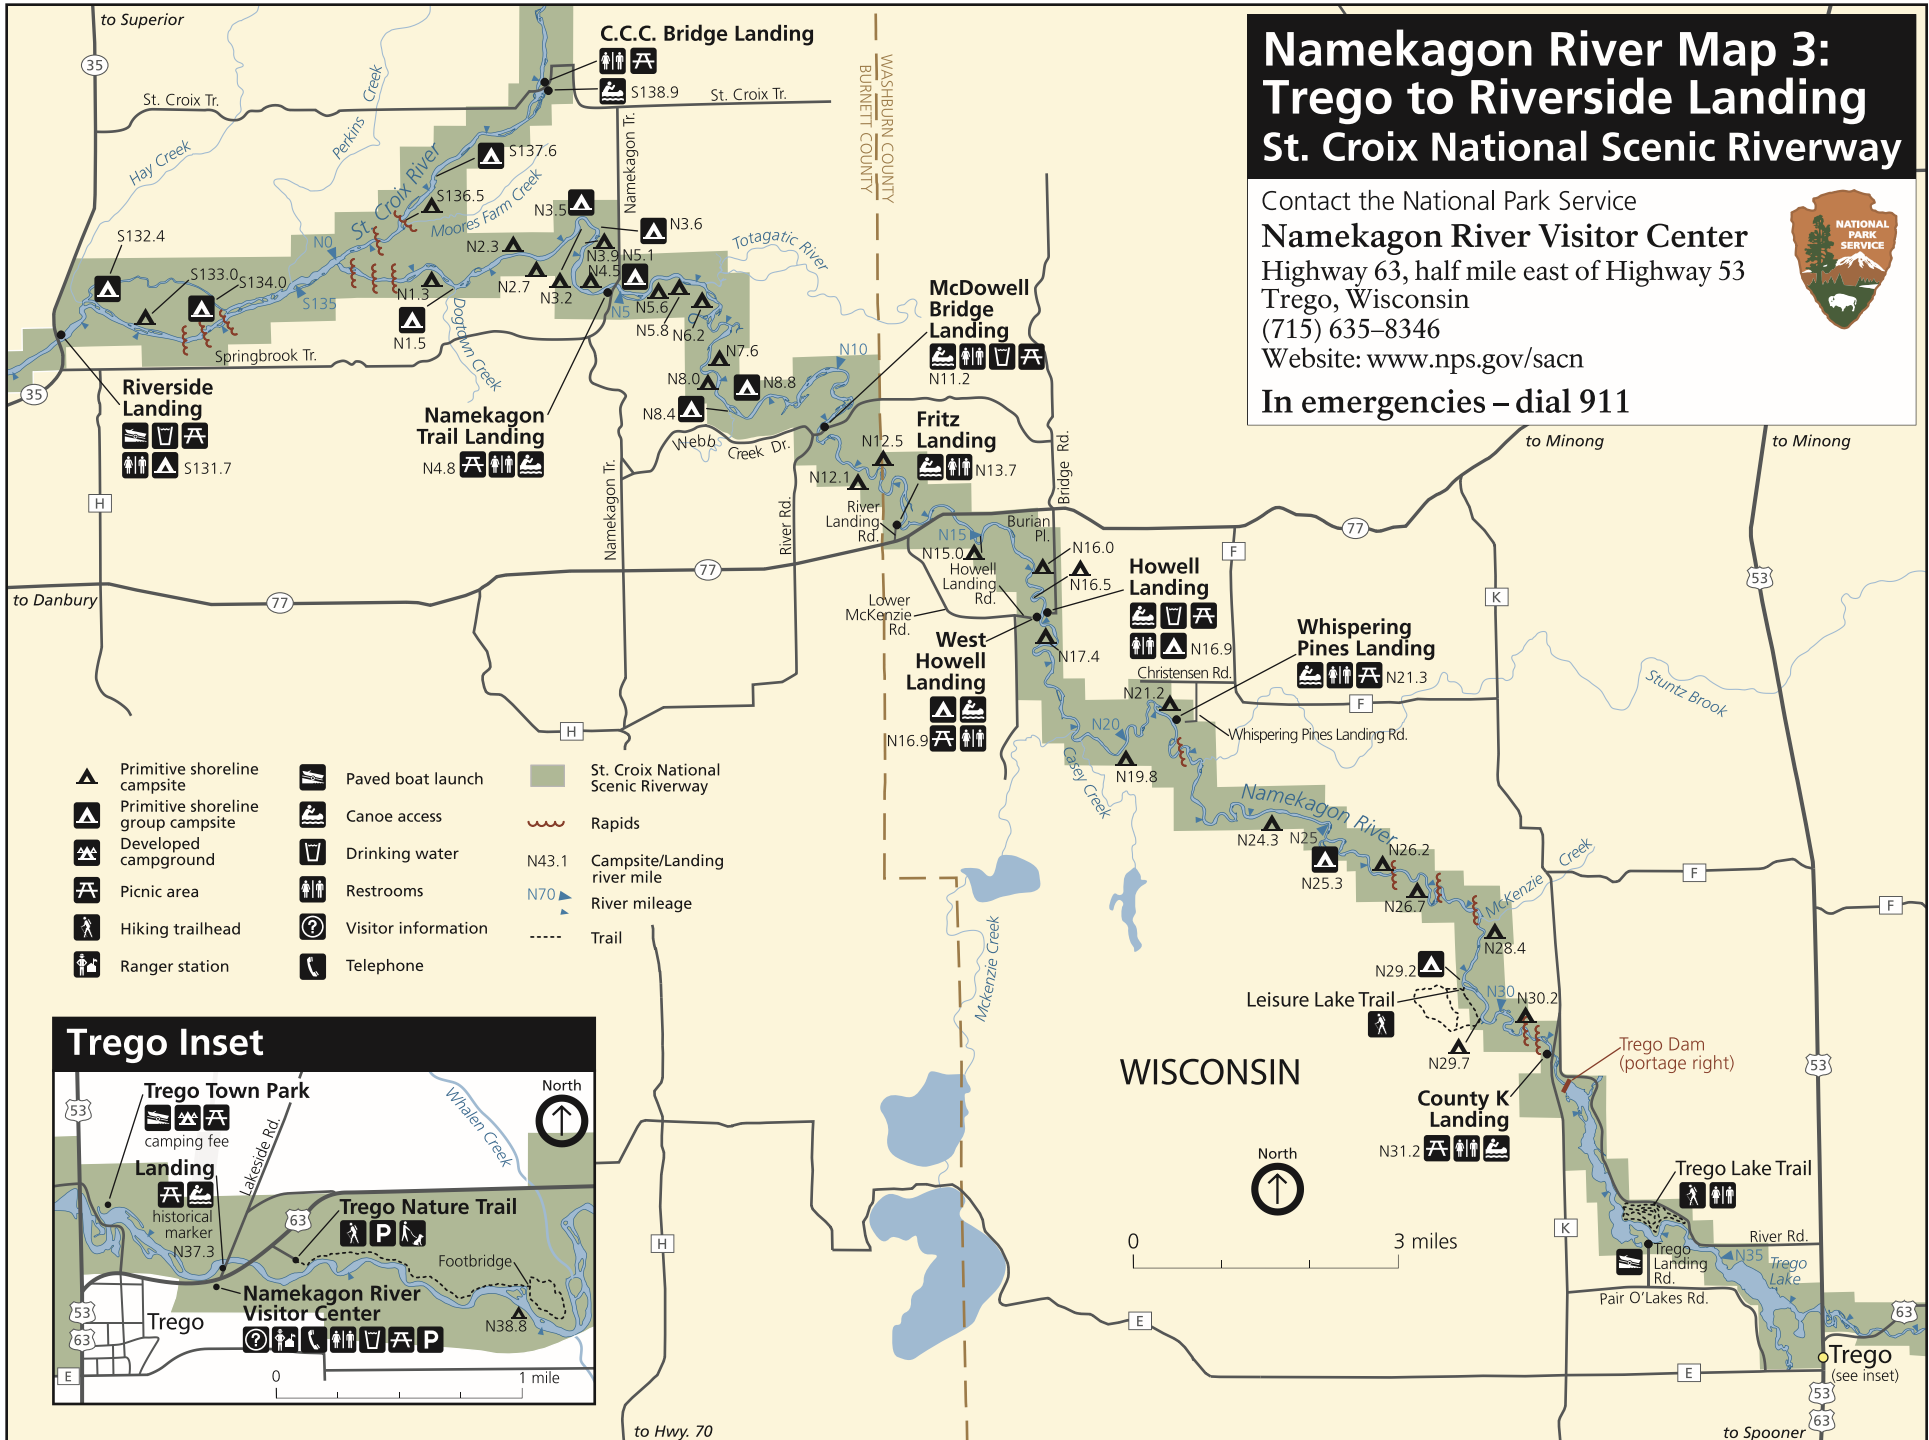 Namekagon River Map 3:
Trego to Riverside Landing
St. Croix National Scenic Riverway
Contact the National Park Service
Namekagon River Visitor Center
Highway 63, half mile east of Highway 53
Trego, Wisconsin
(715) 635–8346
Website: www.nps.gov/sacn
In emergencies – dial 911
NATIONAL
PARK
SERVICE
to Superior
35
St. Croix Tr.
Hay Creek
Perkins Creek
C.C.C. Bridge Landing
S138.9
St. Croix Tr.
Namekagon Tr.
WASHBURN COUNTY
BURNETT COUNTY
S137.6
St. Croix River
S136.5
Moores Farm Creek
N0
S132.4
S133.0
S134.0
S135
N1.3
N1.5
Dogtown Creek
N2.3
N2.7
N3.2
N3.5
N3.6
N3.9
N4.5
N5.1
N5
N5.6
N5.8
N6.2
N7.6
N8.0
N8.4
N8.8
N10
Totagatic River
Springbrook Tr.
35
Riverside
Landing
S131.7
Namekagon
Trail Landing
N4.8
Webb Creek Dr.
McDowell
Bridge
Landing
N11.2
Fritz
Landing
N13.7
N12.5
N12.1
River
Landing
Rd.
River Rd.
Namekagon Tr.
Bridge Rd.
H
to Danbury
77
77
77
N15
N15.0
Burian
Pl.
N16.0
N16.5
Howell
Landing
Rd.
Lower
McKenzie
Rd.
Howell
Landing
N16.9
West
Howell
Landing
N16.9
N17.4
Christensen Rd.
Whispering
Pines Landing
N21.3
N21.2
Whispering Pines Landing Rd.
N20
N19.8
Casey Creek
F
F
K
to Minong
to Minong
53
Stuntz Brook
Namekagon River
N24.3
N25
N25.3
N26.2
N26.7
McKenzie Creek
N28.4
F
F
N29.2
Leisure Lake Trail
N29.7
N30
N30.2
Trego Dam
(portage right)
County K
Landing
N31.2
53
Trego Lake Trail
River Rd.
K
Trego
Landing
Rd.
N35
Trego
Lake
Pair O'Lakes Rd.
63
Trego
(see inset)
53
63
to Spooner
E
E
Mckenzie Creek
WISCONSIN
North
0
3 miles
H
H
to Hwy. 70
Primitive shoreline
campsite
Primitive shoreline
group campsite
Developed
campground
Picnic area
Hiking trailhead
Ranger station
Paved boat launch
Canoe access
Drinking water
Restrooms
Visitor information
Telephone
St. Croix National
Scenic Riverway
Rapids
N43.1
Campsite/Landing
river mile
N70
River mileage
Trail
Trego Inset
53
Trego Town Park
camping fee
Landing
historical
marker
N37.3
Lakeside Rd.
Whalen Creek
North
63
Trego Nature Trail
P
Footbridge
N38.8
Namekagon River
Visitor Center
?
P
53
63
Trego
E
0
1 mile